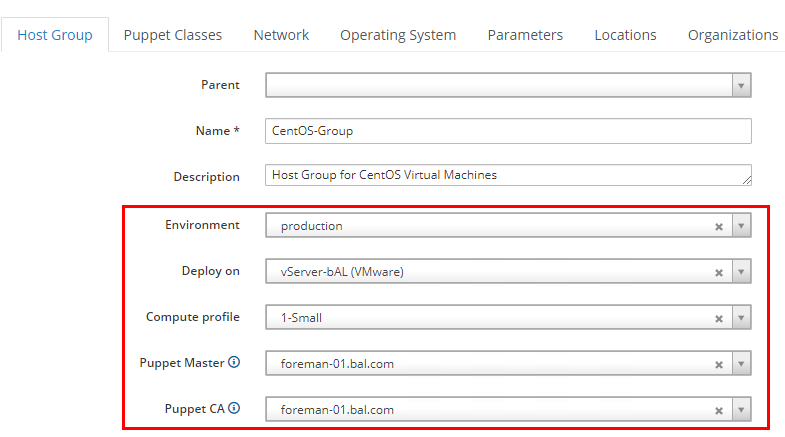 Host Group Puppet Classes Network Operating System Parameters Locations Organizations
Parent
Name * CentOS-Group
Description Host Group for CentOS Virtual Machines
Environment production
Deploy on vServer-bAL (VMware)
Compute profile 1-Small
Puppet Master foreman-01.bal.com
Puppet CA foreman-01.bal.com